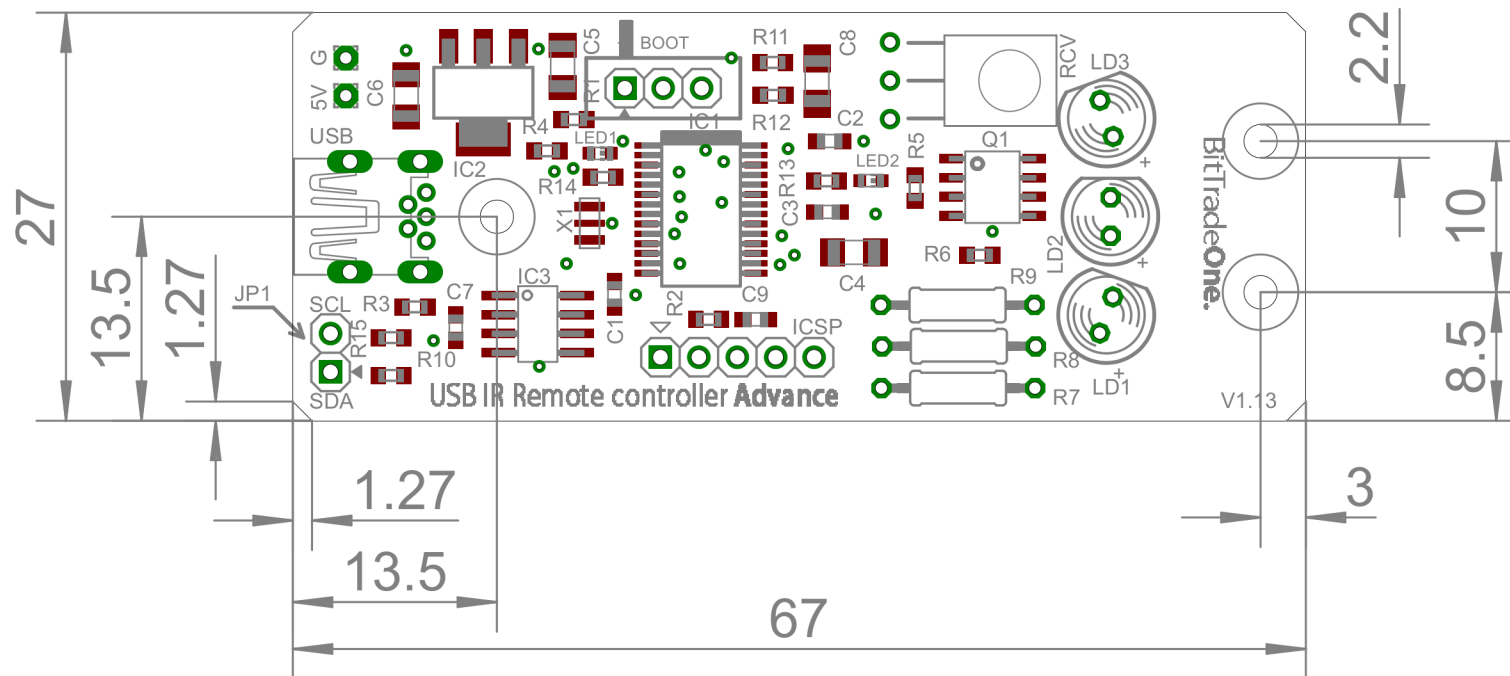 G
5V
C6
C5
BOOT
R11
C8
RCV
LD3
2.2
R1
USB
R4
IC1
R12
C2
LED1
IC2
R14
R13
LED2
R5
Q1
BitTradeOne.
27
X1
C3
10
R6
LD2
C4
13.5
1.27
JP1
SCL
R3
C7
IC3
C1
R2
C9
R9
ICSP
R15
R10
R8
8.5
SDA
USB IR Remote controller Advance
R7
LD1
V1.13
1.27
3
13.5
67